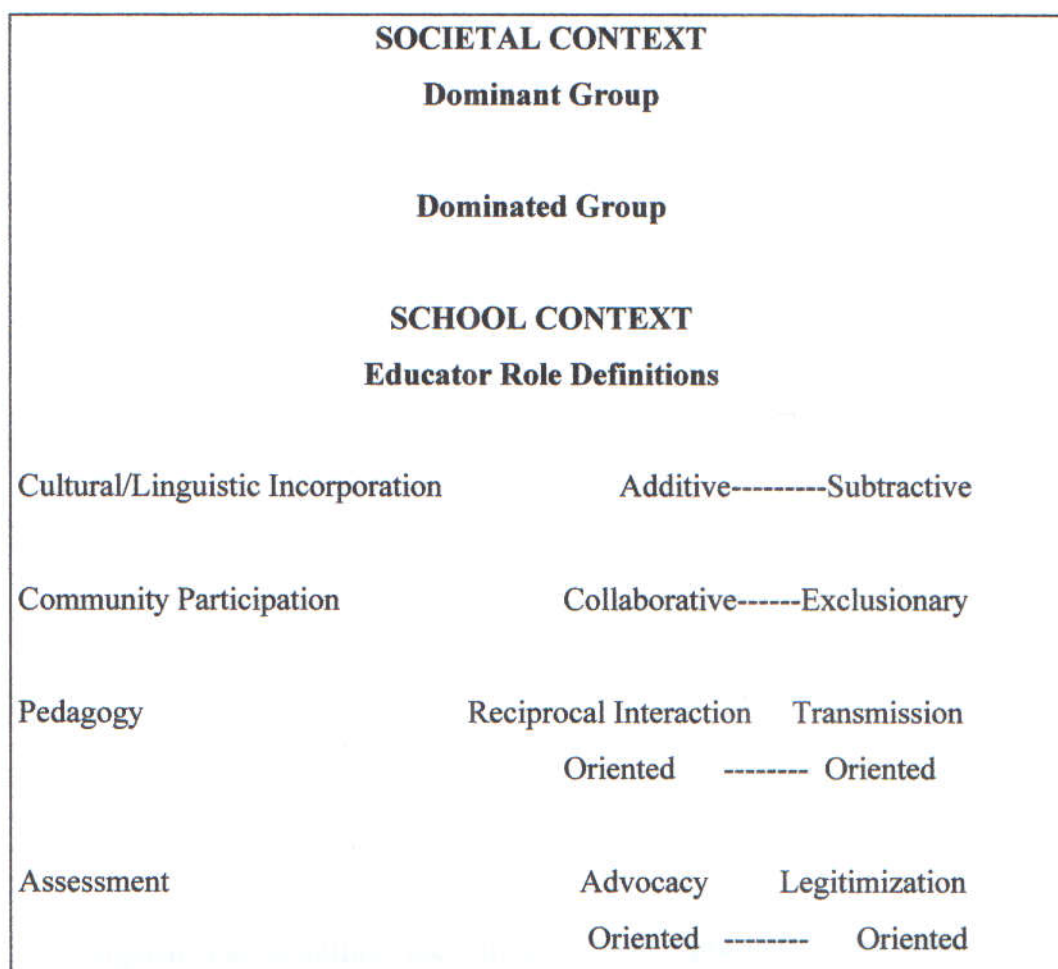 SOCIETAL CONTEXT
Dominant Group
Dominated Group
SCHOOL CONTEXT
Educator Role Definitions
Cultural/Linguistic Incorporation Additive---------Subtractive
Community Participation Collaborative------Exclusionary
Pedagogy Reciprocal Interaction Transmission
Oriented -------- Oriented
Assessment Advocacy Legitimization
Oriented -------- Oriented